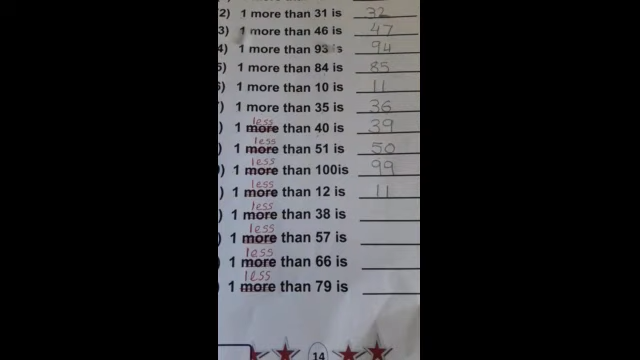 2) 1 more than 31 is 32
3) 1 more than 46 is 47
4) 1 more than 93 is 94
5) 1 more than 84 is 85
6) 1 more than 10 is 11
) 1 more than 35 is 36
) 1 more less than 40 is 39
) 1 more less than 51 is 50
) 1 more less than 100is 99
) 1 more less than 12 is 11
) 1 more less than 38 is
) 1 more less than 57 is
) 1 more less than 66 is
) 1 more less than 79 is
14